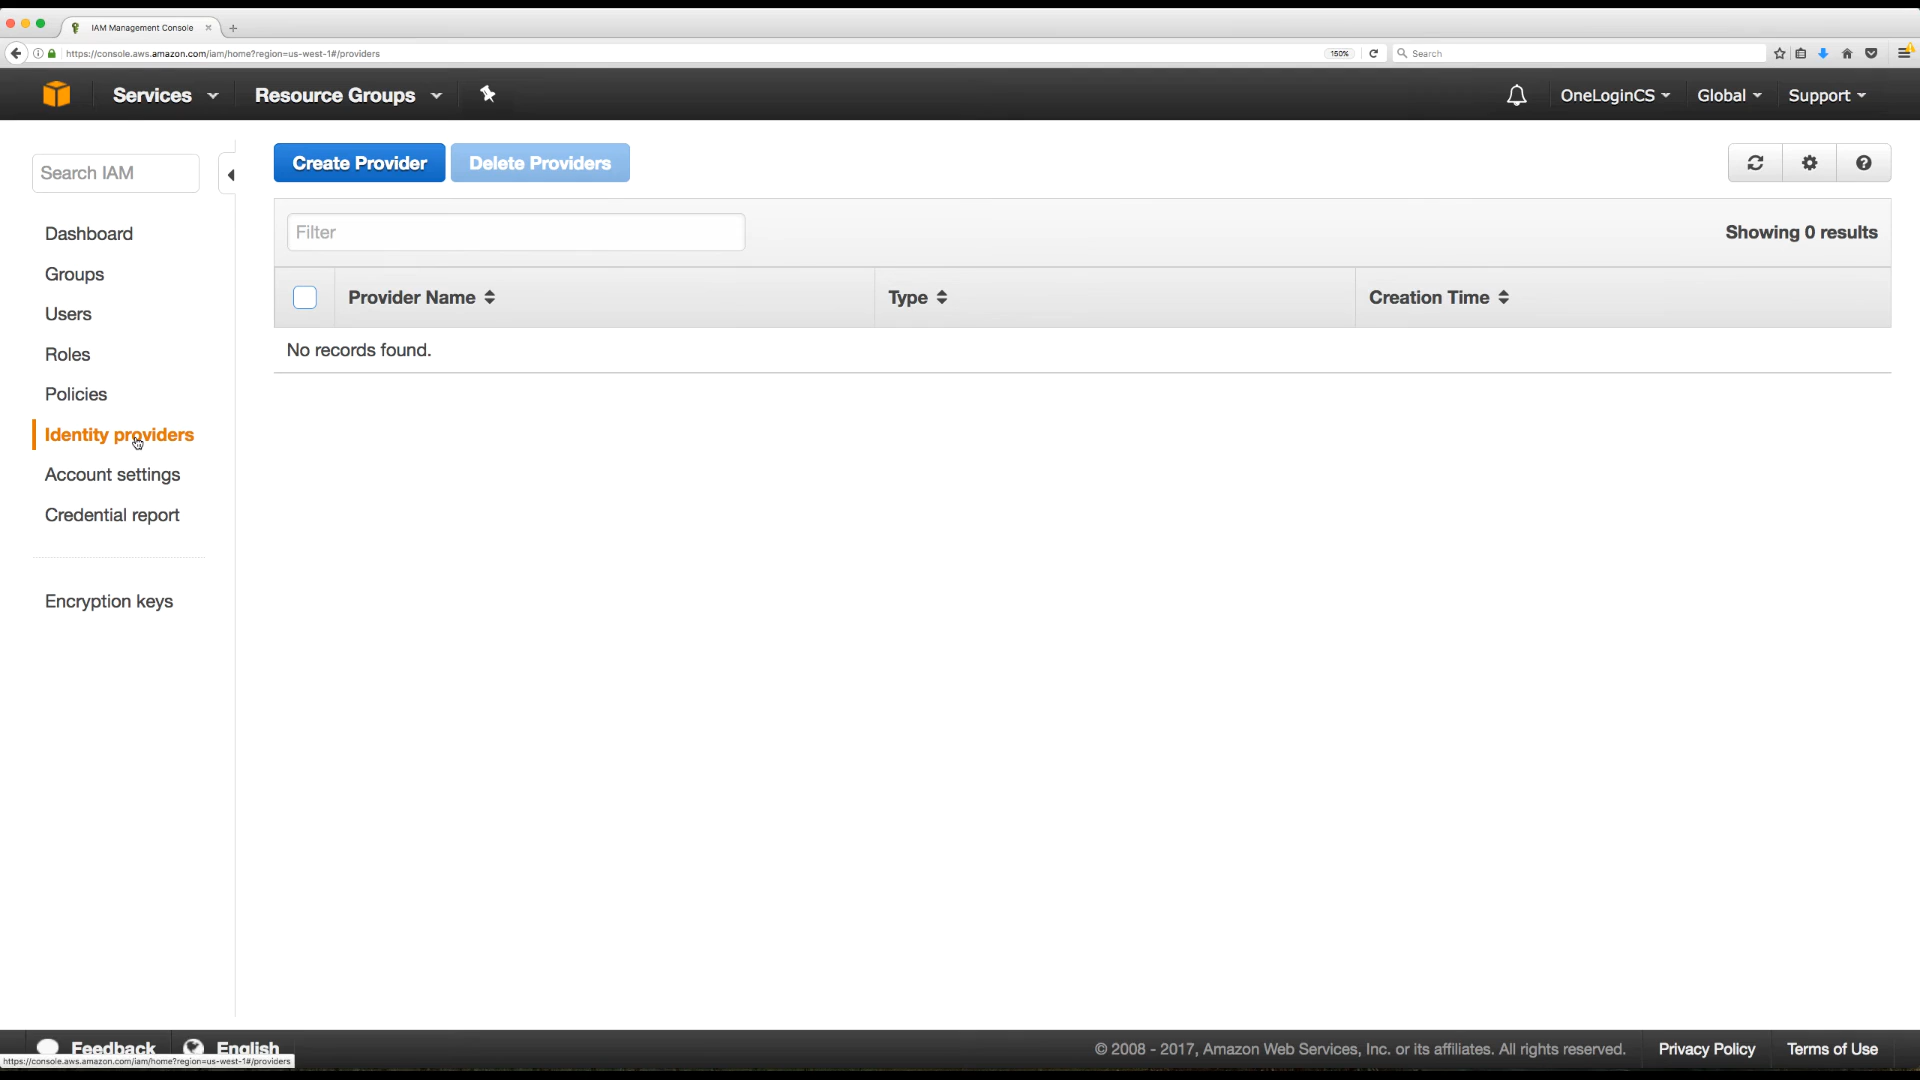 IAM Management Console
https://console.aws.amazon.com/iam/home?region=us-west-1#/providers
150%
Search
Services
Resource Groups
OneLoginCS
Global
Support
Search IAM
Create Provider
Delete Providers
Dashboard
Filter
Showing 0 results
Groups
Provider Name
Type
Creation Time
Users
Roles
No records found.
Policies
Identity providers
Account settings
Credential report
Encryption keys
Feedback
English
© 2008 - 2017, Amazon Web Services, Inc. or its affiliates. All rights reserved.
Privacy Policy
Terms of Use
https://console.aws.amazon.com/iam/home?region=us-west-1#/providers